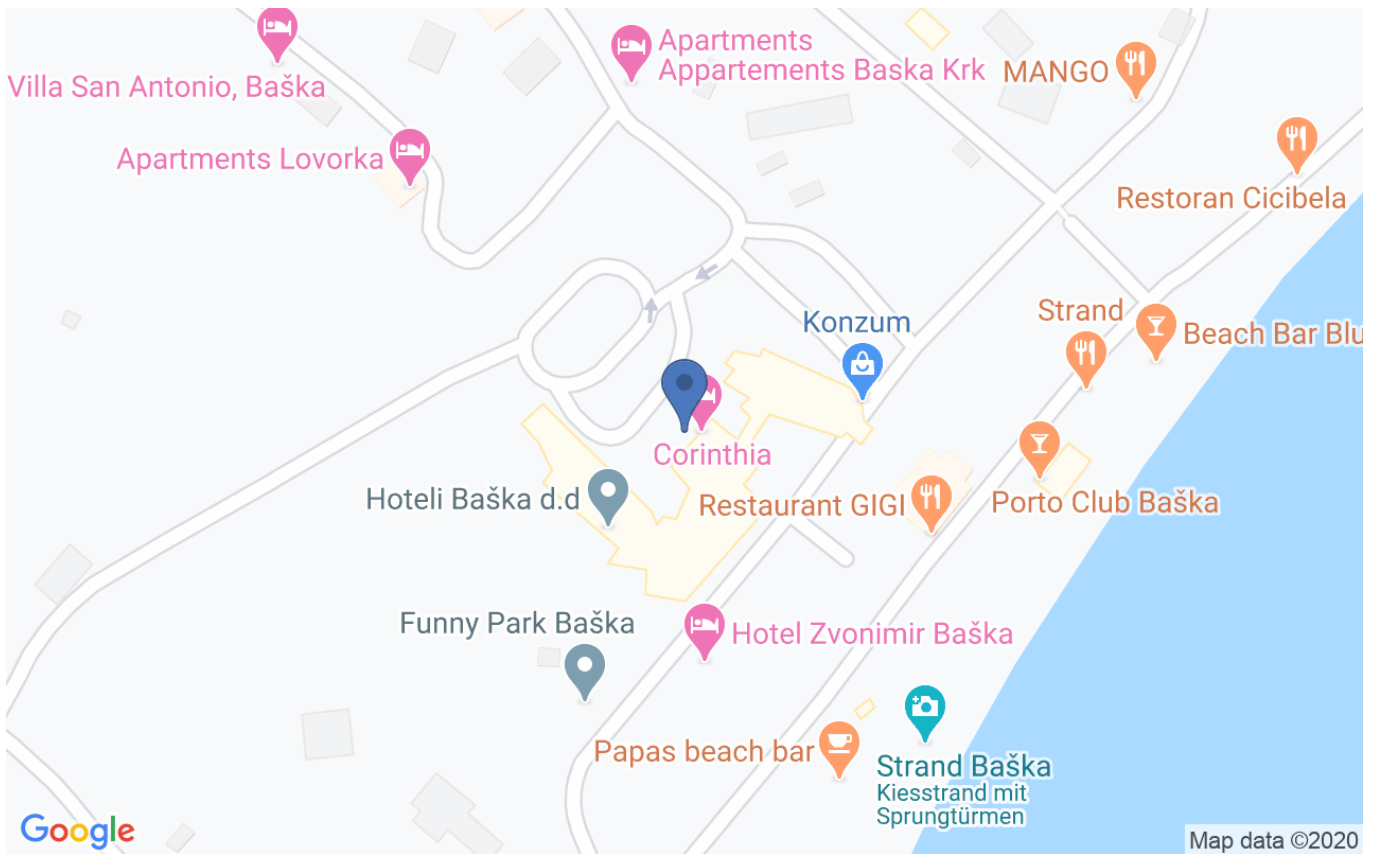 Apartments
Appartements Baska Krk
MANGO
Villa San Antonio, Baška
Apartments Lovorka
Restoran Cicibela
Strand
Konzum
Beach Bar Blu
Corinthia
Hoteli Baška d.d
Restaurant GIGI
Porto Club Baška
Funny Park Baška
Hotel Zvonimir Baška
Papas beach bar
Strand Baška
Kiesstrand mit
Sprungtürmen
Google
Map data ©2020